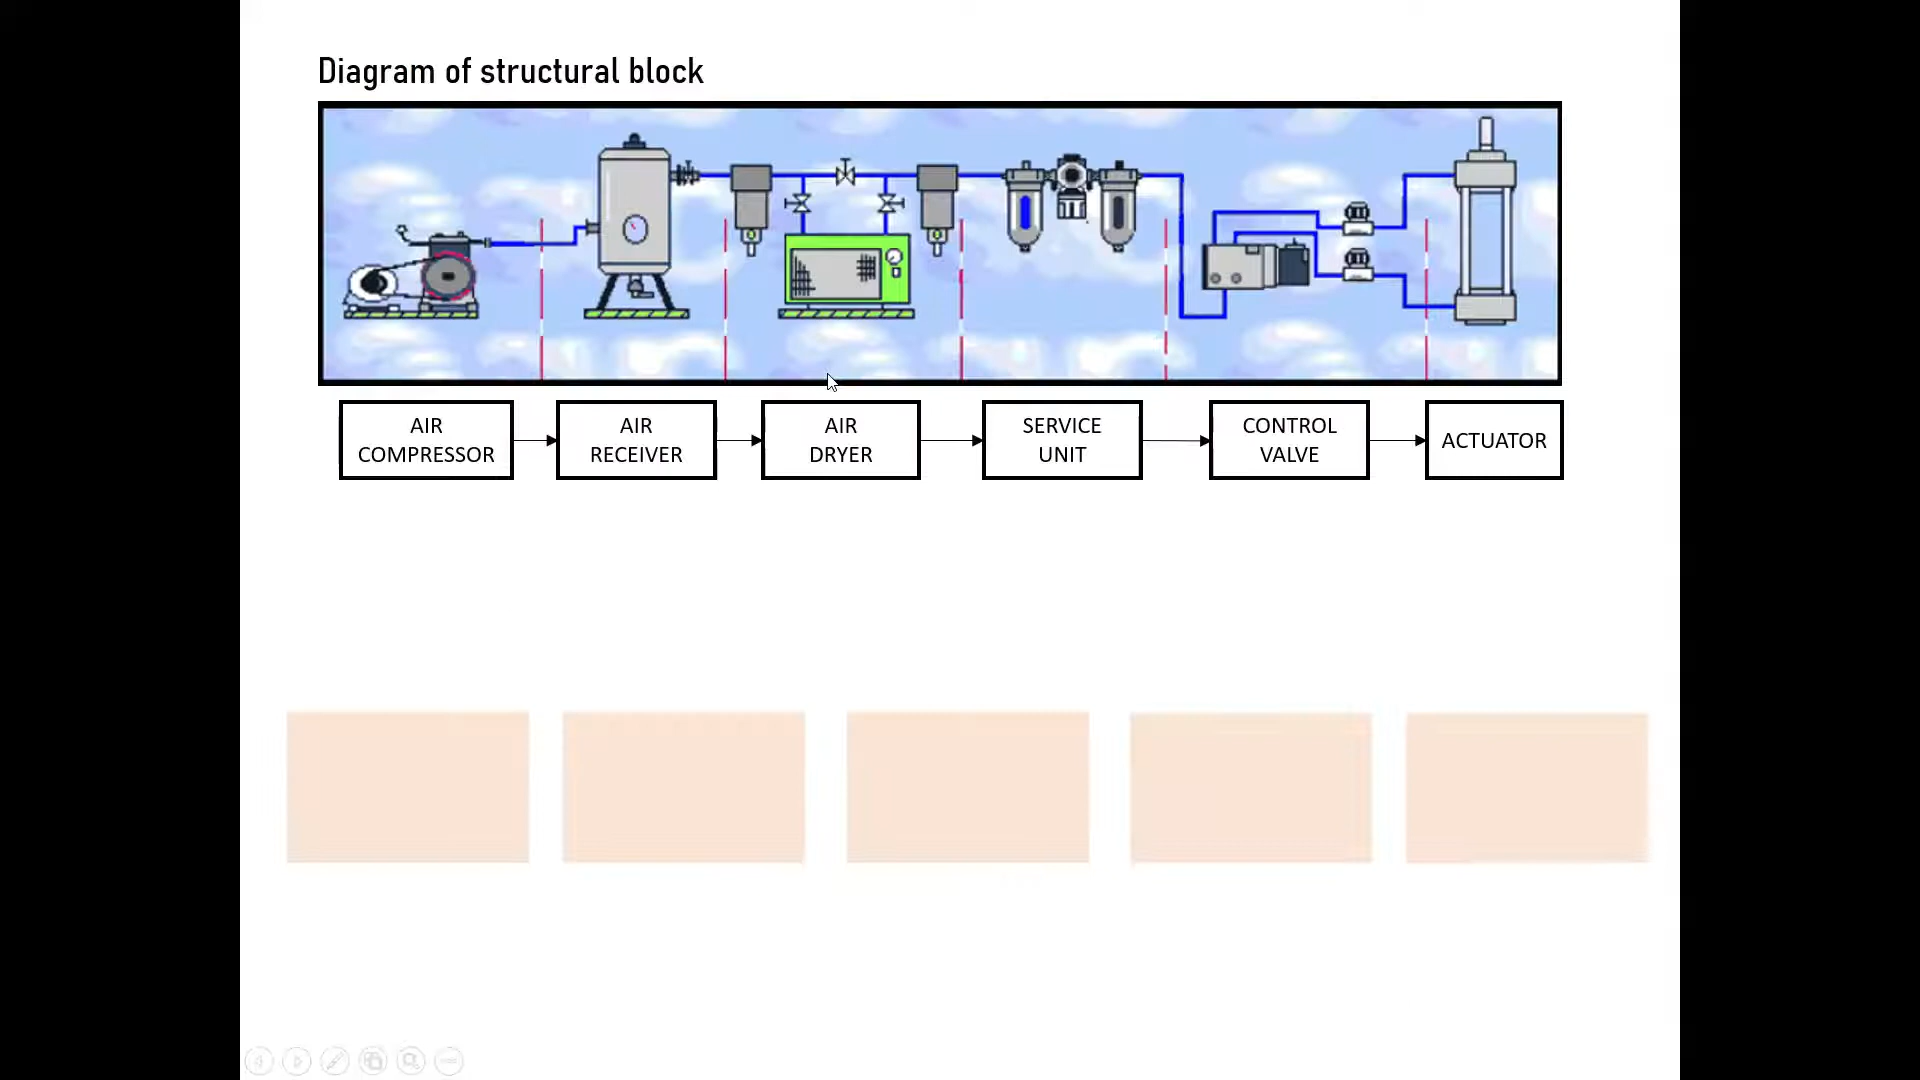 Diagram of structural block
AIR
COMPRESSOR
AIR
RECEIVER
AIR
DRYER
SERVICE
UNIT
CONTROL
VALVE
ACTUATOR